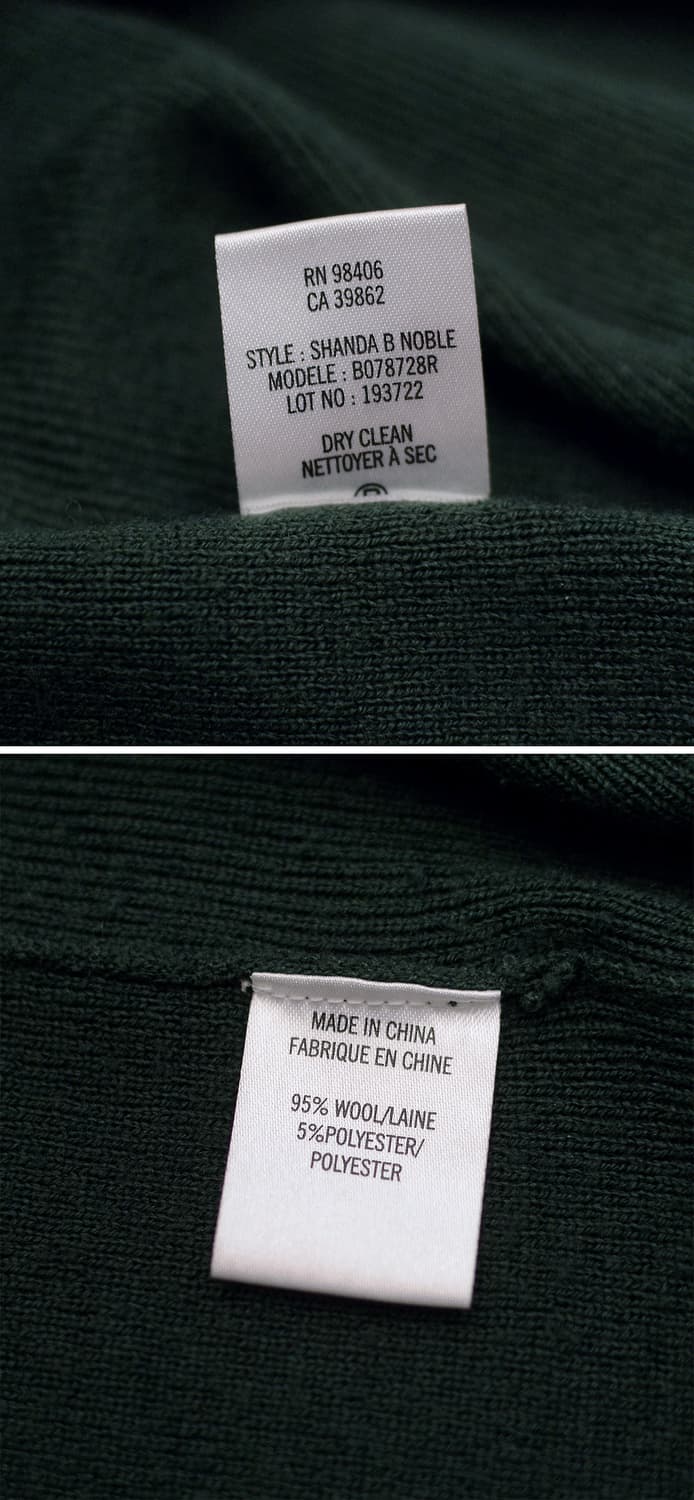 RN 98406
CA 39862
STYLE : SHANDA B NOBLE
MODELE : B078728R
LOT NO : 193722
DRY CLEAN
NETTOYER À SEC
MADE IN CHINA
FABRIQUE EN CHINE
95% WOOL/LAINE
5%POLYESTER/
POLYESTER